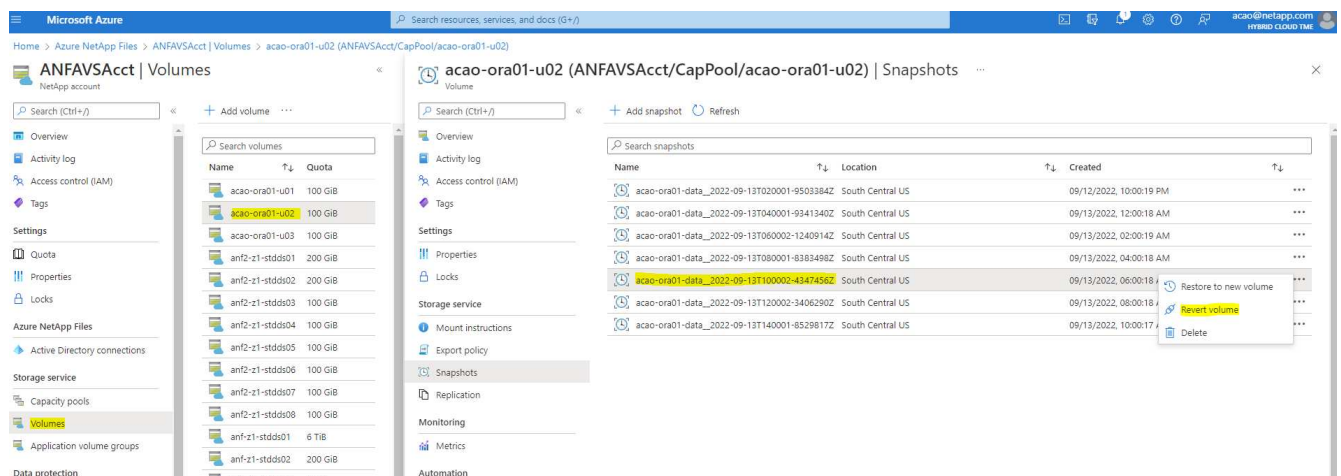 Microsoft Azure
Search resources, services, and docs (G+/)
acao@netapp.com
HYBRID CLOUD TME
Home > Azure NetApp Files > ANFAVSAcct | Volumes > acao-ora01-u02 (ANFAVSAcct/CapPool/acao-ora01-u02)
ANFAVSAcct | Volumes
NetApp account
Search (Ctrl+/)
Overview
Activity log
Access control (IAM)
Tags
Settings
Quota
Properties
Locks
Azure NetApp Files
Active Directory connections
Storage service
Capacity pools
Volumes
Application volume groups
Data protection
+ Add volume ...
Search volumes
Name ↑↓ Quota
acao-ora01-u01 100 GiB
acao-ora01-u02 100 GiB
acao-ora01-u03 100 GiB
anf2-z1-stdds01 200 GiB
anf2-z1-stdds02 200 GiB
anf2-z1-stdds03 100 GiB
anf2-z1-stdds04 100 GiB
anf2-z1-stdds05 100 GiB
anf2-z1-stdds06 100 GiB
anf2-z1-stdds07 100 GiB
anf2-z1-stdds08 100 GiB
anf-z1-stdds01 6 TiB
anf-z1-stdds02 200 GiB
acao-ora01-u02 (ANFAVSAcct/CapPool/acao-ora01-u02) | Snapshots ...
Volume
Search (Ctrl+/)
Overview
Activity log
Access control (IAM)
Tags
Settings
Properties
Locks
Storage service
Mount instructions
Export policy
Snapshots
Replication
Monitoring
Metrics
Automation
+ Add snapshot Refresh
Search snapshots
Name ↑↓ Location ↑↓ Created ↑↓
acao-ora01-data_2022-09-13T020001-9503384Z South Central US 09/12/2022, 10:00:19 PM ...
acao-ora01-data_2022-09-13T040001-9341340Z South Central US 09/13/2022, 12:00:18 AM ...
acao-ora01-data_2022-09-13T060002-1240914Z South Central US 09/13/2022, 02:00:19 AM ...
acao-ora01-data_2022-09-13T080001-8383498Z South Central US 09/13/2022, 04:00:18 AM ...
acao-ora01-data_2022-09-13T100002-4347456Z South Central US 09/13/2022, 06:00:18 ...
acao-ora01-data_2022-09-13T120002-3406290Z South Central US 09/13/2022, 08:00:18 ...
acao-ora01-data_2022-09-13T140001-8529817Z South Central US 09/13/2022, 10:00:17 ...
Restore to new volume
Revert volume
Delete